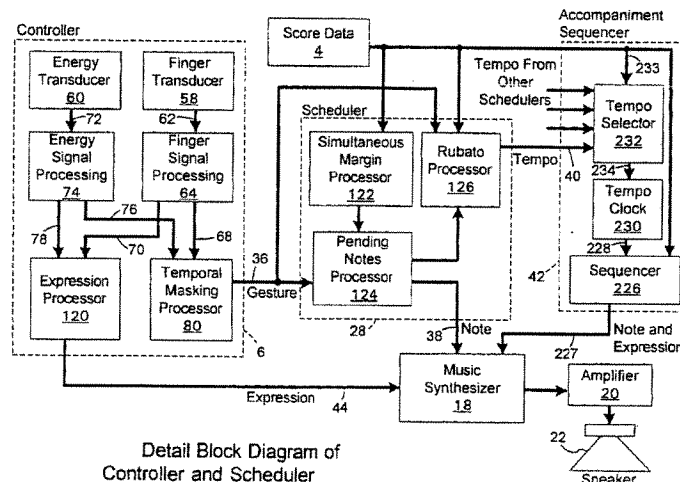 Controller
Energy
Transducer
60
Finger
Transducer
58
72
62
Energy
Signal
Processing
74
Finger
Signal
Processing
64
78
76
70
68
Expression
Processor
120
Temporal
Masking
Processor
80
36
Gesture
6
Score Data
4
Scheduler
Simultaneous
Margin
Processor
122
Rubato
Processor
126
Pending
Notes
Processor
124
28
38
Note
Tempo
40
Accompaniment
Sequencer
233
Tempo From
Other
Schedulers
Tempo
Selector
232
234
Tempo
Clock
230
228
42
Sequencer
226
227
Note and
Expression
Expression
44
Music
Synthesizer
18
Amplifier
20
22
Speaker
Detail Block Diagram of
Controller and Scheduler